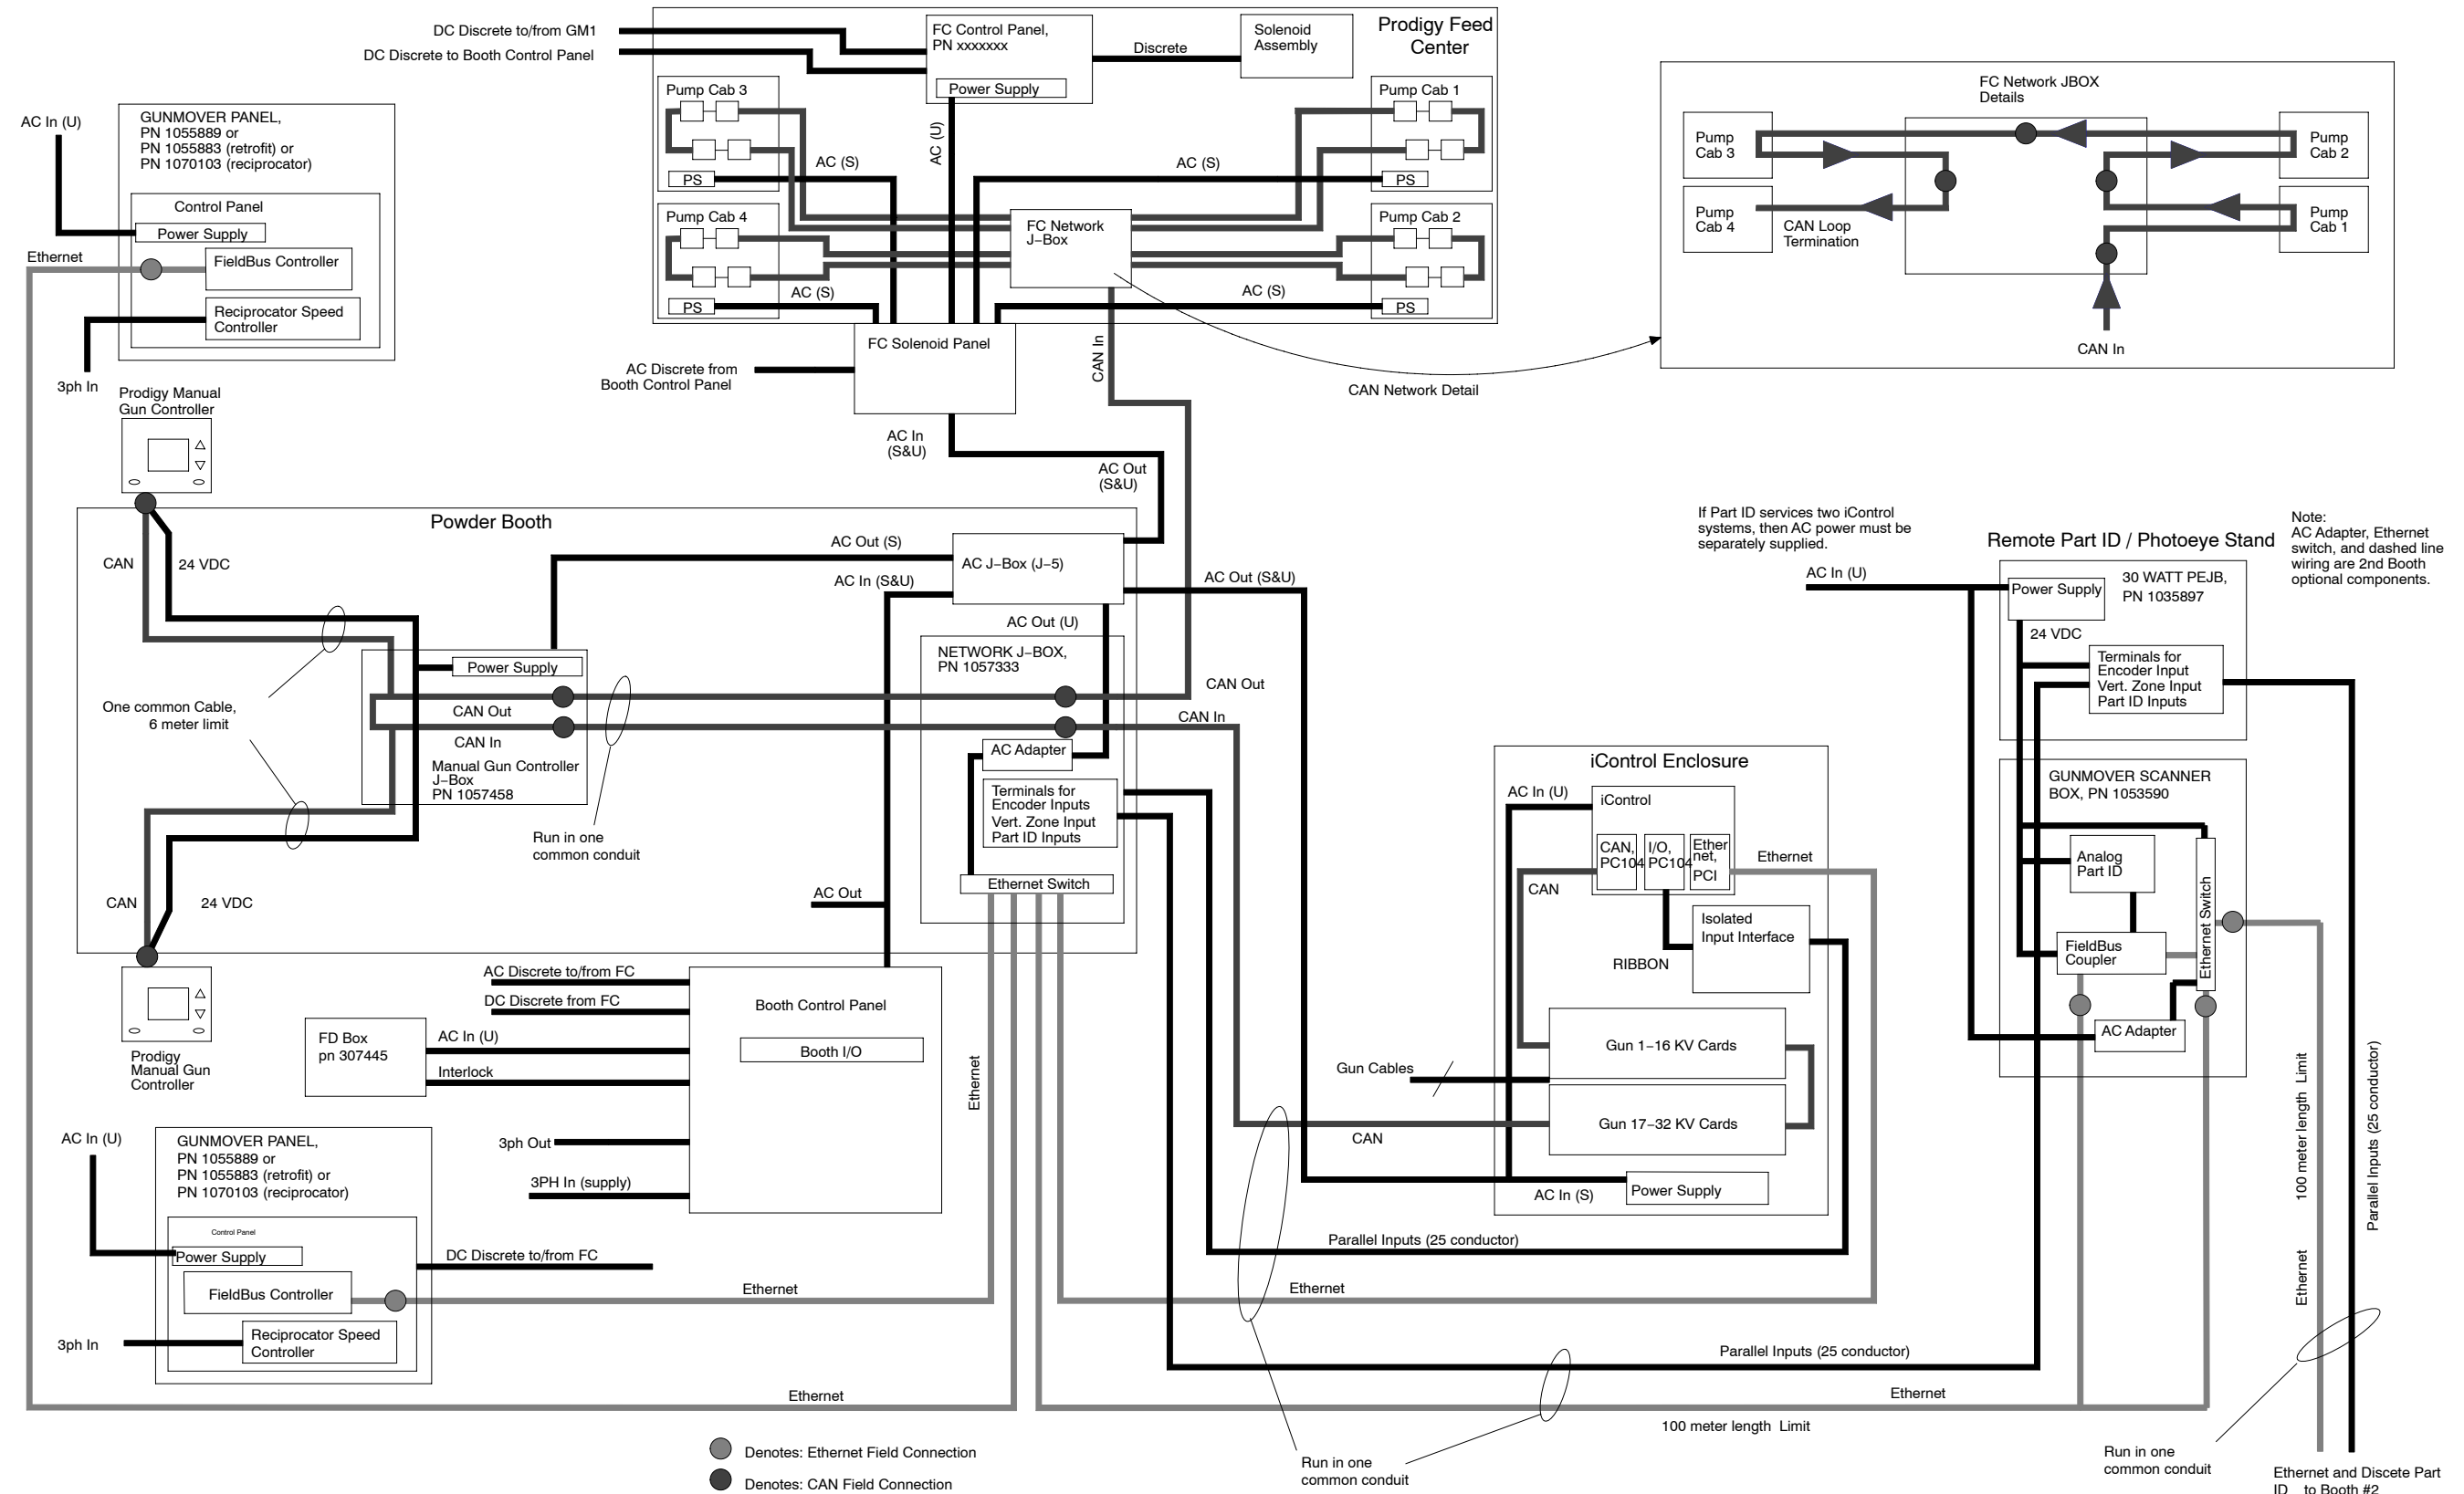 DC Discrete to/from GM1
DC Discrete to Booth Control Panel
FC Control Panel,
PN xxxxxxx
Power Supply
Discrete
Solenoid
Assembly
Prodigy Feed
Center
Pump Cab 3
PS
AC (S)
AC (U)
AC (S)
Pump Cab 1
PS
Pump Cab 4
PS
AC (S)
FC Network
J-Box
AC (S)
Pump Cab 2
PS
FC Solenoid Panel
AC Discrete from
Booth Control Panel
CAN In
CAN Network Detail
AC In
(S&U)
AC Out
(S&U)
FC Network JBOX
Details
Pump
Cab 3
Pump
Cab 2
Pump
Cab 4
CAN Loop
Termination
Pump
Cab 1
CAN In
AC In (U)
GUNMOVER PANEL,
PN 1055889 or
PN 1055883 (retrofit) or
PN 1070103 (reciprocator)
Control Panel
Power Supply
Ethernet
FieldBus Controller
Reciprocator Speed
Controller
3ph In
Prodigy Manual
Gun Controller
Powder Booth
CAN
24 VDC
AC Out (S)
AC J-Box (J-5)
AC In (S&U)
AC Out (S&U)
AC Out (U)
Power Supply
NETWORK J-BOX,
PN 1057333
CAN Out
CAN Out
CAN In
CAN In
One common Cable,
6 meter limit
Manual Gun Controller
J-Box
PN 1057458
AC Adapter
Terminals for
Encoder Inputs
Vert. Zone Input
Part ID Inputs
Run in one
common conduit
Ethernet Switch
AC Out
CAN
24 VDC
Prodigy
Manual Gun
Controller
AC Discrete to/from FC
DC Discrete from FC
FD Box
pn 307445
AC In (U)
Interlock
Booth Control Panel
Booth I/O
3ph Out
3PH In (supply)
Ethernet
AC In (U)
GUNMOVER PANEL,
PN 1055889 or
PN 1055883 (retrofit) or
PN 1070103 (reciprocator)
Control Panel
Power Supply
DC Discrete to/from FC
FieldBus Controller
Ethernet
3ph In
Reciprocator Speed
Controller
Ethernet
iControl Enclosure
AC In (U)
iControl
CAN,
PC104
I/O,
PC104
Ether
net,
PCI
Ethernet
CAN
Isolated
Input Interface
RIBBON
Gun 1-16 KV Cards
Gun Cables
Gun 17-32 KV Cards
CAN
AC In (S)
Power Supply
Parallel Inputs (25 conductor)
Ethernet
Parallel Inputs (25 conductor)
Ethernet
100 meter length Limit
Run in one
common conduit
If Part ID services two iControl
systems, then AC power must be
separately supplied.
Remote Part ID / Photoeye Stand
Note:
AC Adapter, Ethernet
switch, and dashed line
wiring are 2nd Booth
optional components.
AC In (U)
Power Supply
30 WATT PEJB,
PN 1035897
24 VDC
Terminals for
Encoder Input
Vert. Zone Input
Part ID Inputs
GUNMOVER SCANNER
BOX, PN 1053590
Analog
Part ID
Ethernet Switch
FieldBus
Coupler
AC Adapter
Ethernet
100 meter length Limit
Parallel Inputs (25 conductor)
Run in one
common conduit
Ethernet and Discete Part
ID to Booth #2
Denotes: Ethernet Field Connection
Denotes: CAN Field Connection